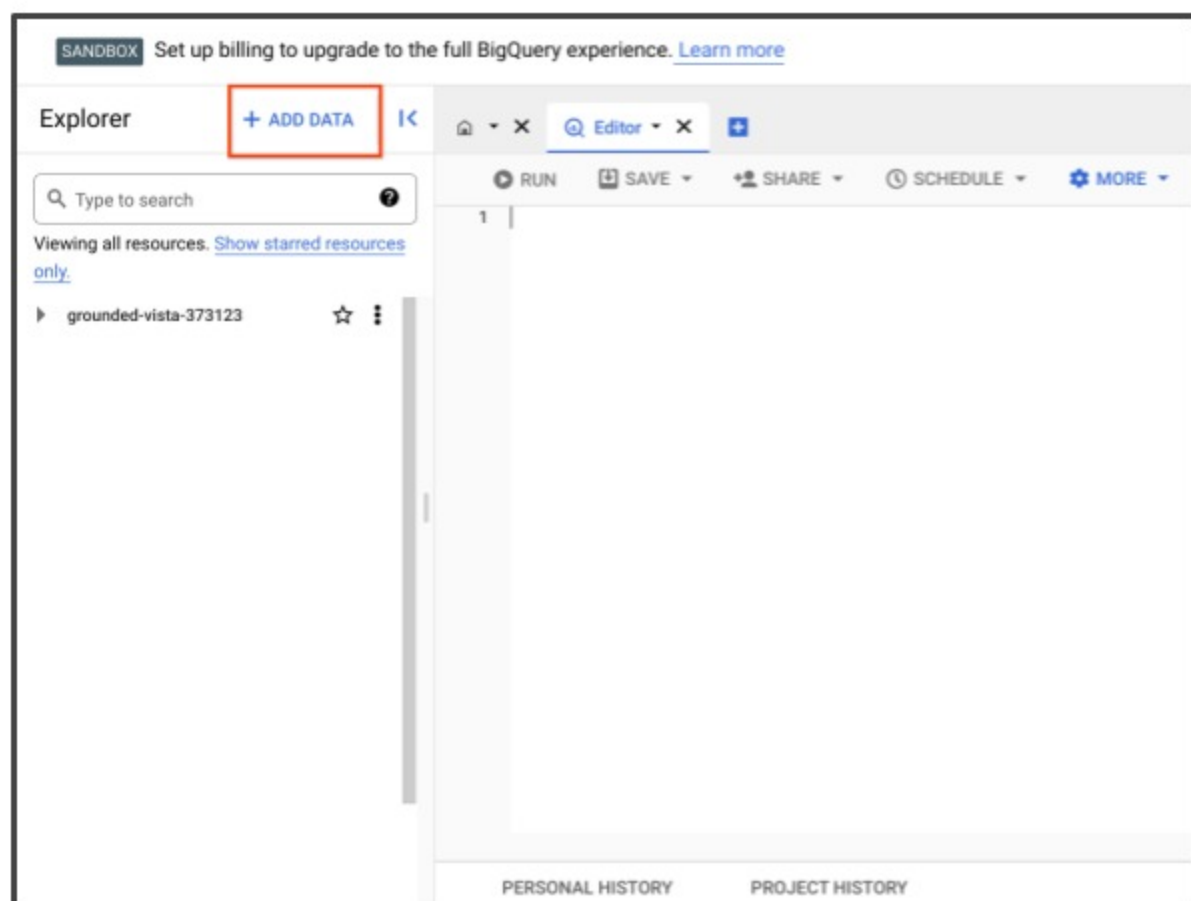 SANDBOX Set up billing to upgrade to the full BigQuery experience. Learn more
Explorer
+ ADD DATA
Editor
Type to search
RUN SAVE SHARE SCHEDULE MORE
Viewing all resources. Show starred resources
only.
1
grounded-vista-373123
PERSONAL HISTORY PROJECT HISTORY